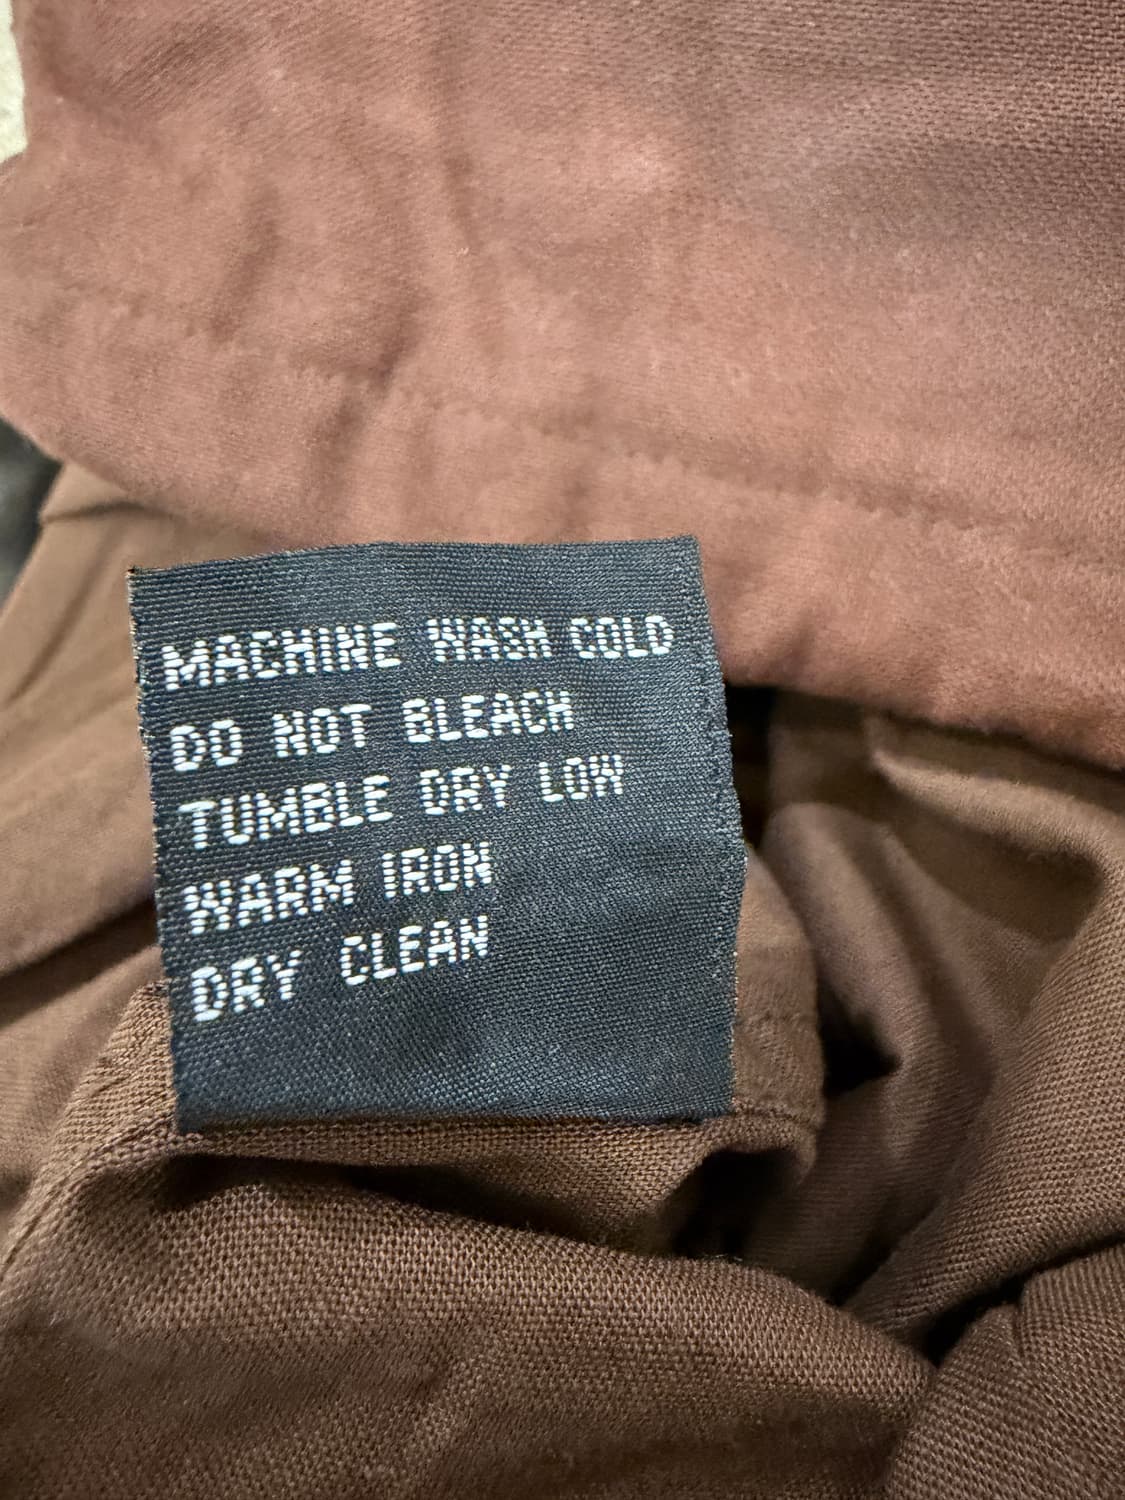 MACHINE WASH COLD
DO NOT BLEACH
TUMBLE DRY LOW
WARM IRON
DRY CLEAN